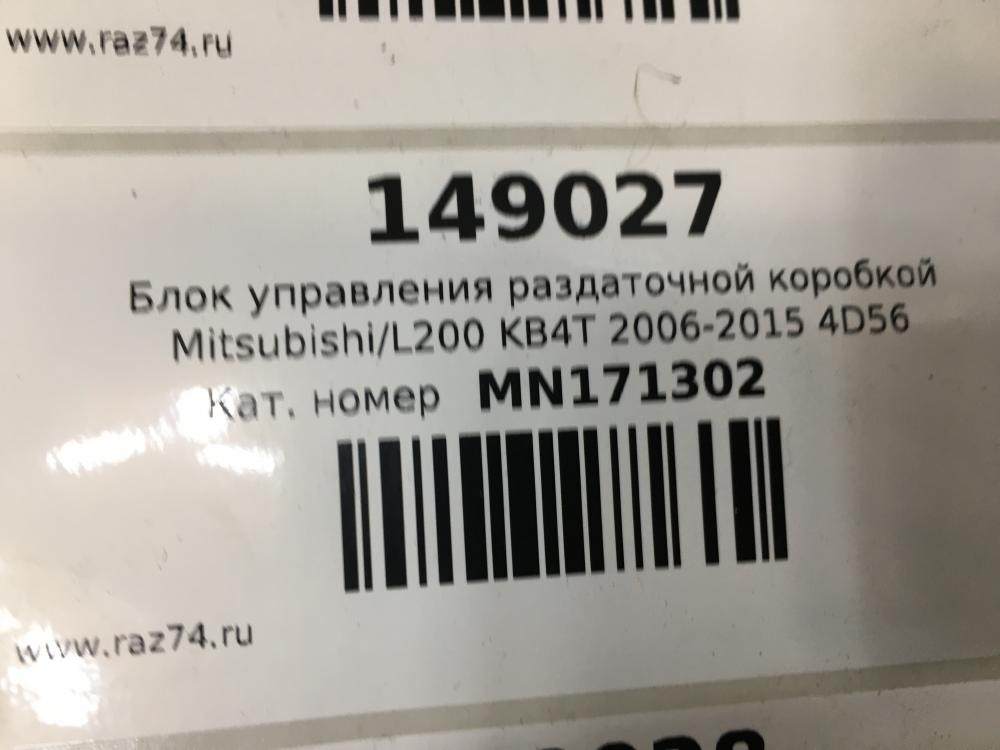 www.raz74.ru
149027
Блок управления раздаточной коробкой
Mitsubishi/L200 KB4T 2006-2015 4D56
Кат. номер MN171302
www.raz74.ru